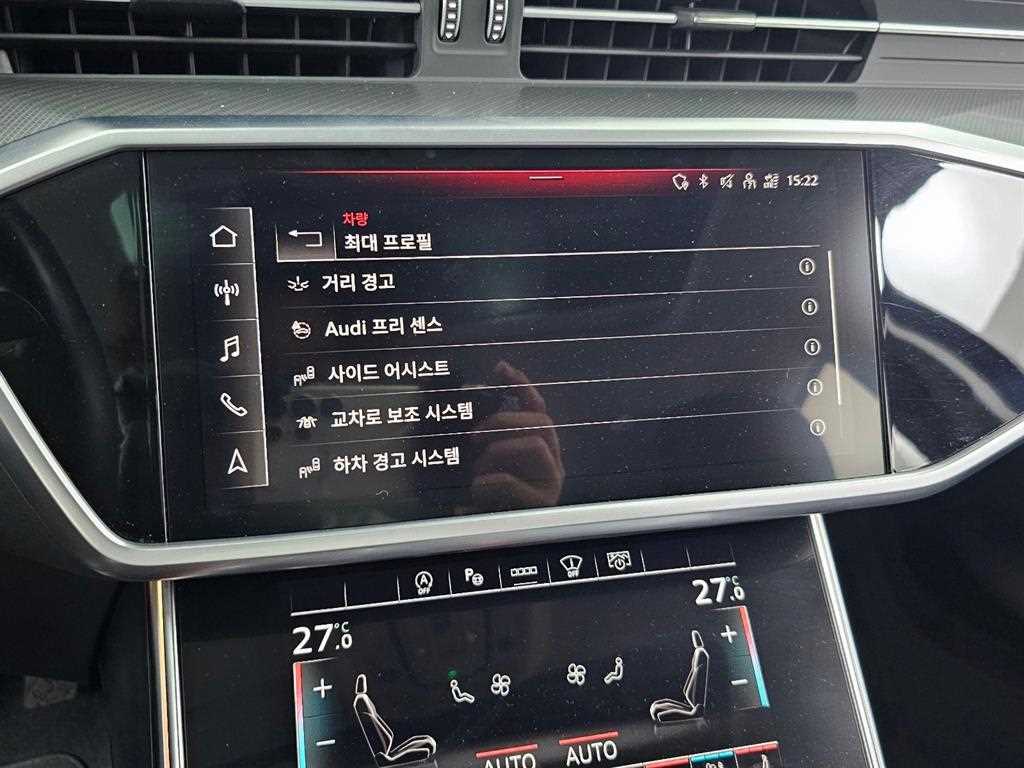 15:22
차량
최대 프로필
거리 경고
Audi 프리 센스
사이드 어시스트
교차로 보조 시스템
하차 경고 시스템
A OFF
P
OFF
27.0 °C
27.0 °C
+
+
−
−
AUTO
AUTO